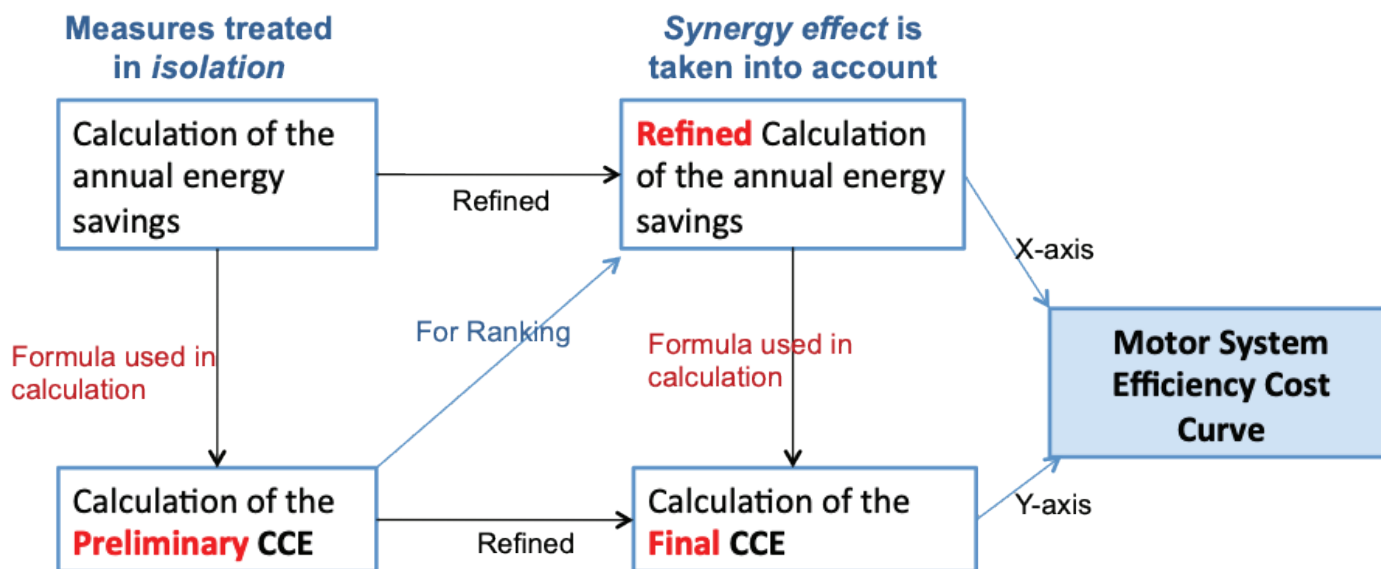 Measures treated
in isolation
Synergy effect is
taken into account
Calculation of the
annual energy
savings
Refined
Refined Calculation
of the annual energy
savings
X-axis
Formula used in
calculation
For Ranking
Formula used in
calculation
Motor System
Efficiency Cost
Curve
Calculation of the
Preliminary CCE
Refined
Calculation of the
Final CCE
Y-axis